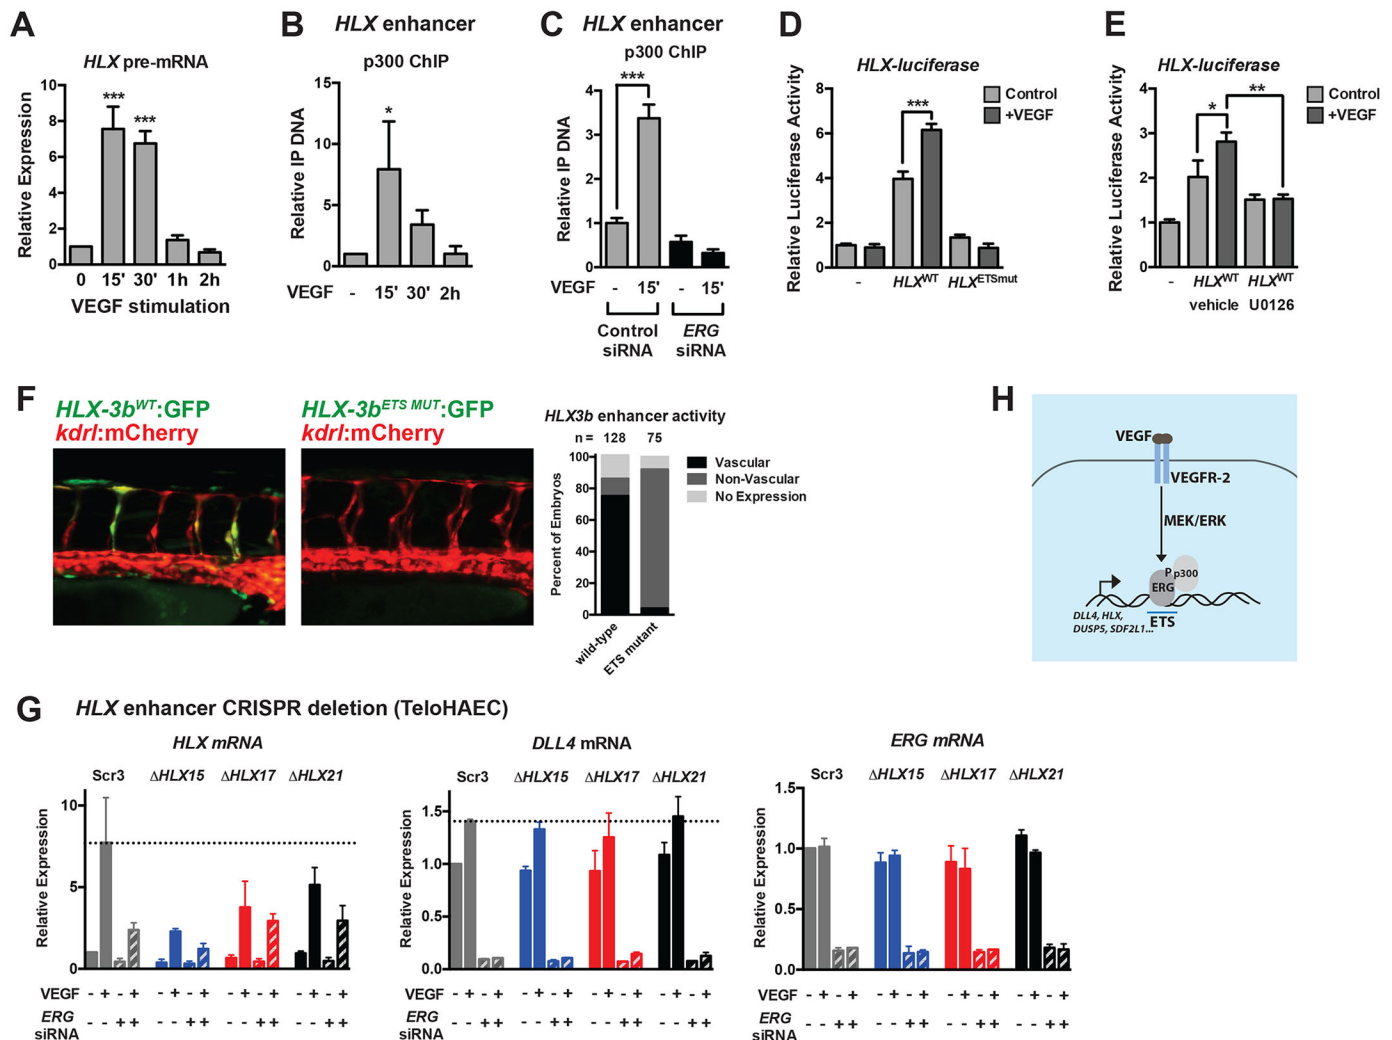 A
HLX pre-mRNA
Relative Expression
10
8
6
4
2
0
***
***
0 15' 30' 1h 2h
VEGF stimulation
B
HLX enhancer
p300 ChIP
Relative IP DNA
15
10
5
0
*
VEGF - 15' 30' 2h
C
HLX enhancer
p300 ChIP
Relative IP DNA
4
3
2
1
0
***
VEGF - 15' - 15'
Control siRNA
ERG siRNA
D
HLX-luciferase
Relative Luciferase Activity
8
6
4
2
0
***
Control
+VEGF
- HLXWT HLXETSmut
E
HLX-luciferase
Relative Luciferase Activity
5
4
3
2
1
0
*
**
Control
+VEGF
- HLXWT HLXWT
vehicle U0126
F
HLX-3bWT:GFP
kdrl:mCherry
HLX-3bETS MUT:GFP
kdrl:mCherry
HLX3b enhancer activity
n = 128 75
Percent of Embryos
100
80
60
40
20
0
Vascular
Non-Vascular
No Expression
wild-type
ETS mutant
H
VEGF
VEGFR-2
MEK/ERK
P
p300
ERG
ETS
DLL4, HLX,
DUSP5, SDF2L1...
G
HLX enhancer CRISPR deletion (TeloHAEC)
HLX mRNA
Scr3 ΔHLX15 ΔHLX17 ΔHLX21
Relative Expression
10
5
0
VEGF - + - + - + - + - + - + - + - +
ERG siRNA - - + + - - + + - - + + - - + +
DLL4 mRNA
Scr3 ΔHLX15 ΔHLX17 ΔHLX21
Relative Expression
1.5
1.0
0.5
0.0
VEGF - + - + - + - + - + - + - + - +
ERG siRNA - - + + - - + + - - + + - - + +
ERG mRNA
Scr3 ΔHLX15 ΔHLX17 ΔHLX21
Relative Expression
1.5
1.0
0.5
0.0
VEGF - + - + - + - + - + - + - + - +
ERG siRNA - - + + - - + + - - + + - - + +